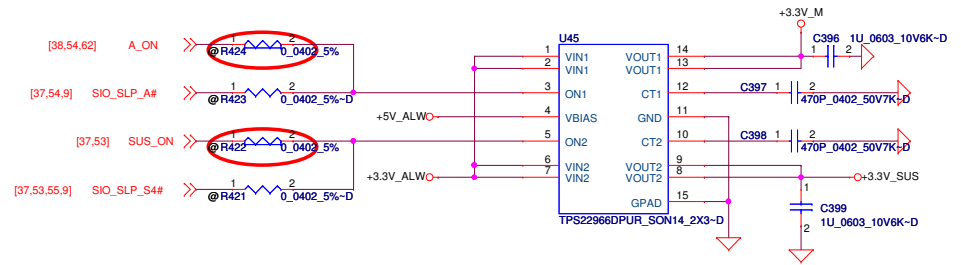 +3.3V_M
[38,54,62] A_ON 1 2 @R424 0_0402_5%
[37,54,9] SIO_SLP_A# 1 2 @R423 0_0402_5%~D
[37,53] SUS_ON 1 2 @R422 0_0402_5%
[37,53,55,9] SIO_SLP_S4# 1 2 @R421 0_0402_5%~D
+5V_ALW
+3.3V_ALW
U45
1 VIN1 VOUT1 14
2 VIN1 VOUT1 13
3 ON1 CT1 12
4 VBIAS GND 11
5 ON2 CT2 10
6 VIN2 VOUT2 9
7 VIN2 VOUT2 8
GPAD 15
TPS22966DPUR_SON14_2X3~D
C396 1U_0603_10V6K~D
1 2
C397 1 2
470P_0402_50V7K~D
C398 1 2
470P_0402_50V7K~D
+3.3V_SUS
1
C399
1U_0603_10V6K~D
2